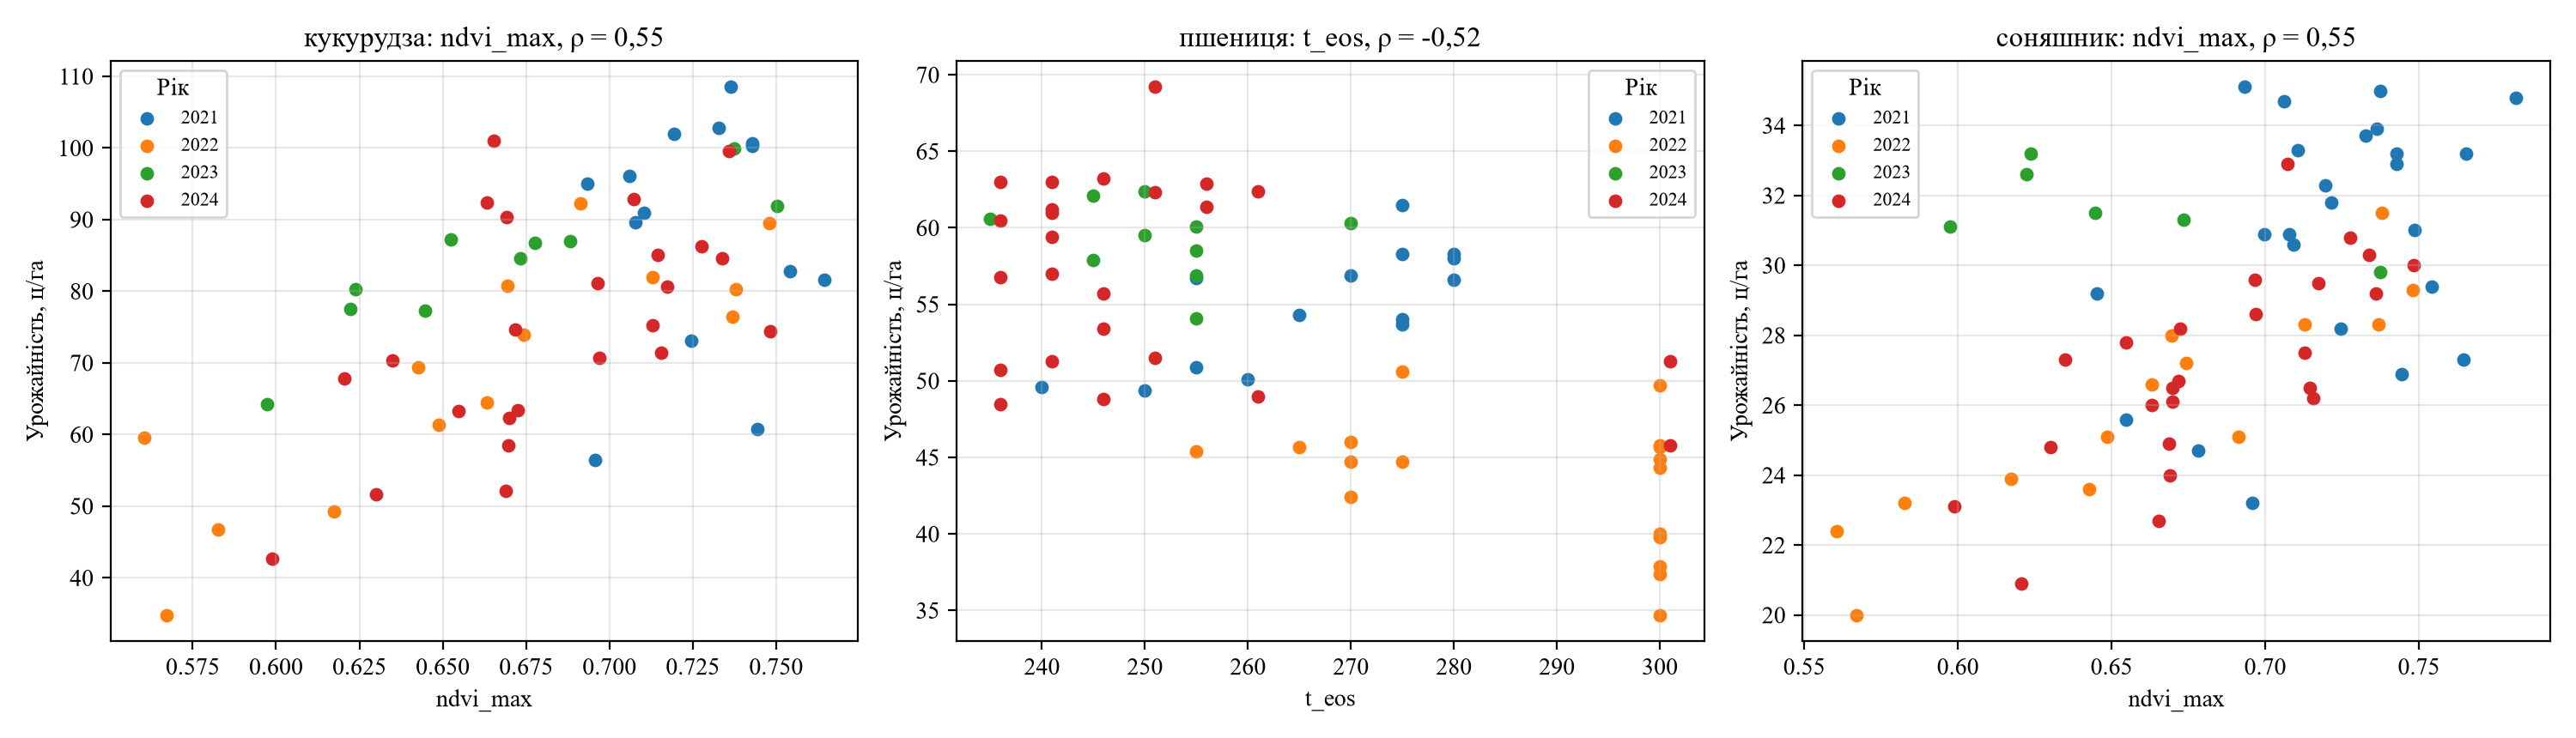 кукурудза: ndvi_max, ρ = 0,55
Урожайність, ц/га
110
100
90
80
70
60
50
40
Рік
2021
2022
2023
2024
0.575 0.600 0.625 0.650 0.675 0.700 0.725 0.750
ndvi_max
пшениця: t_eos, ρ = -0,52
Урожайність, ц/га
70
65
60
55
50
45
40
35
Рік
2021
2022
2023
2024
240 250 260 270 280 290 300
t_eos
соняшник: ndvi_max, ρ = 0,55
Урожайність, ц/га
34
32
30
28
26
24
22
20
Рік
2021
2022
2023
2024
0.55 0.60 0.65 0.70 0.75
ndvi_max